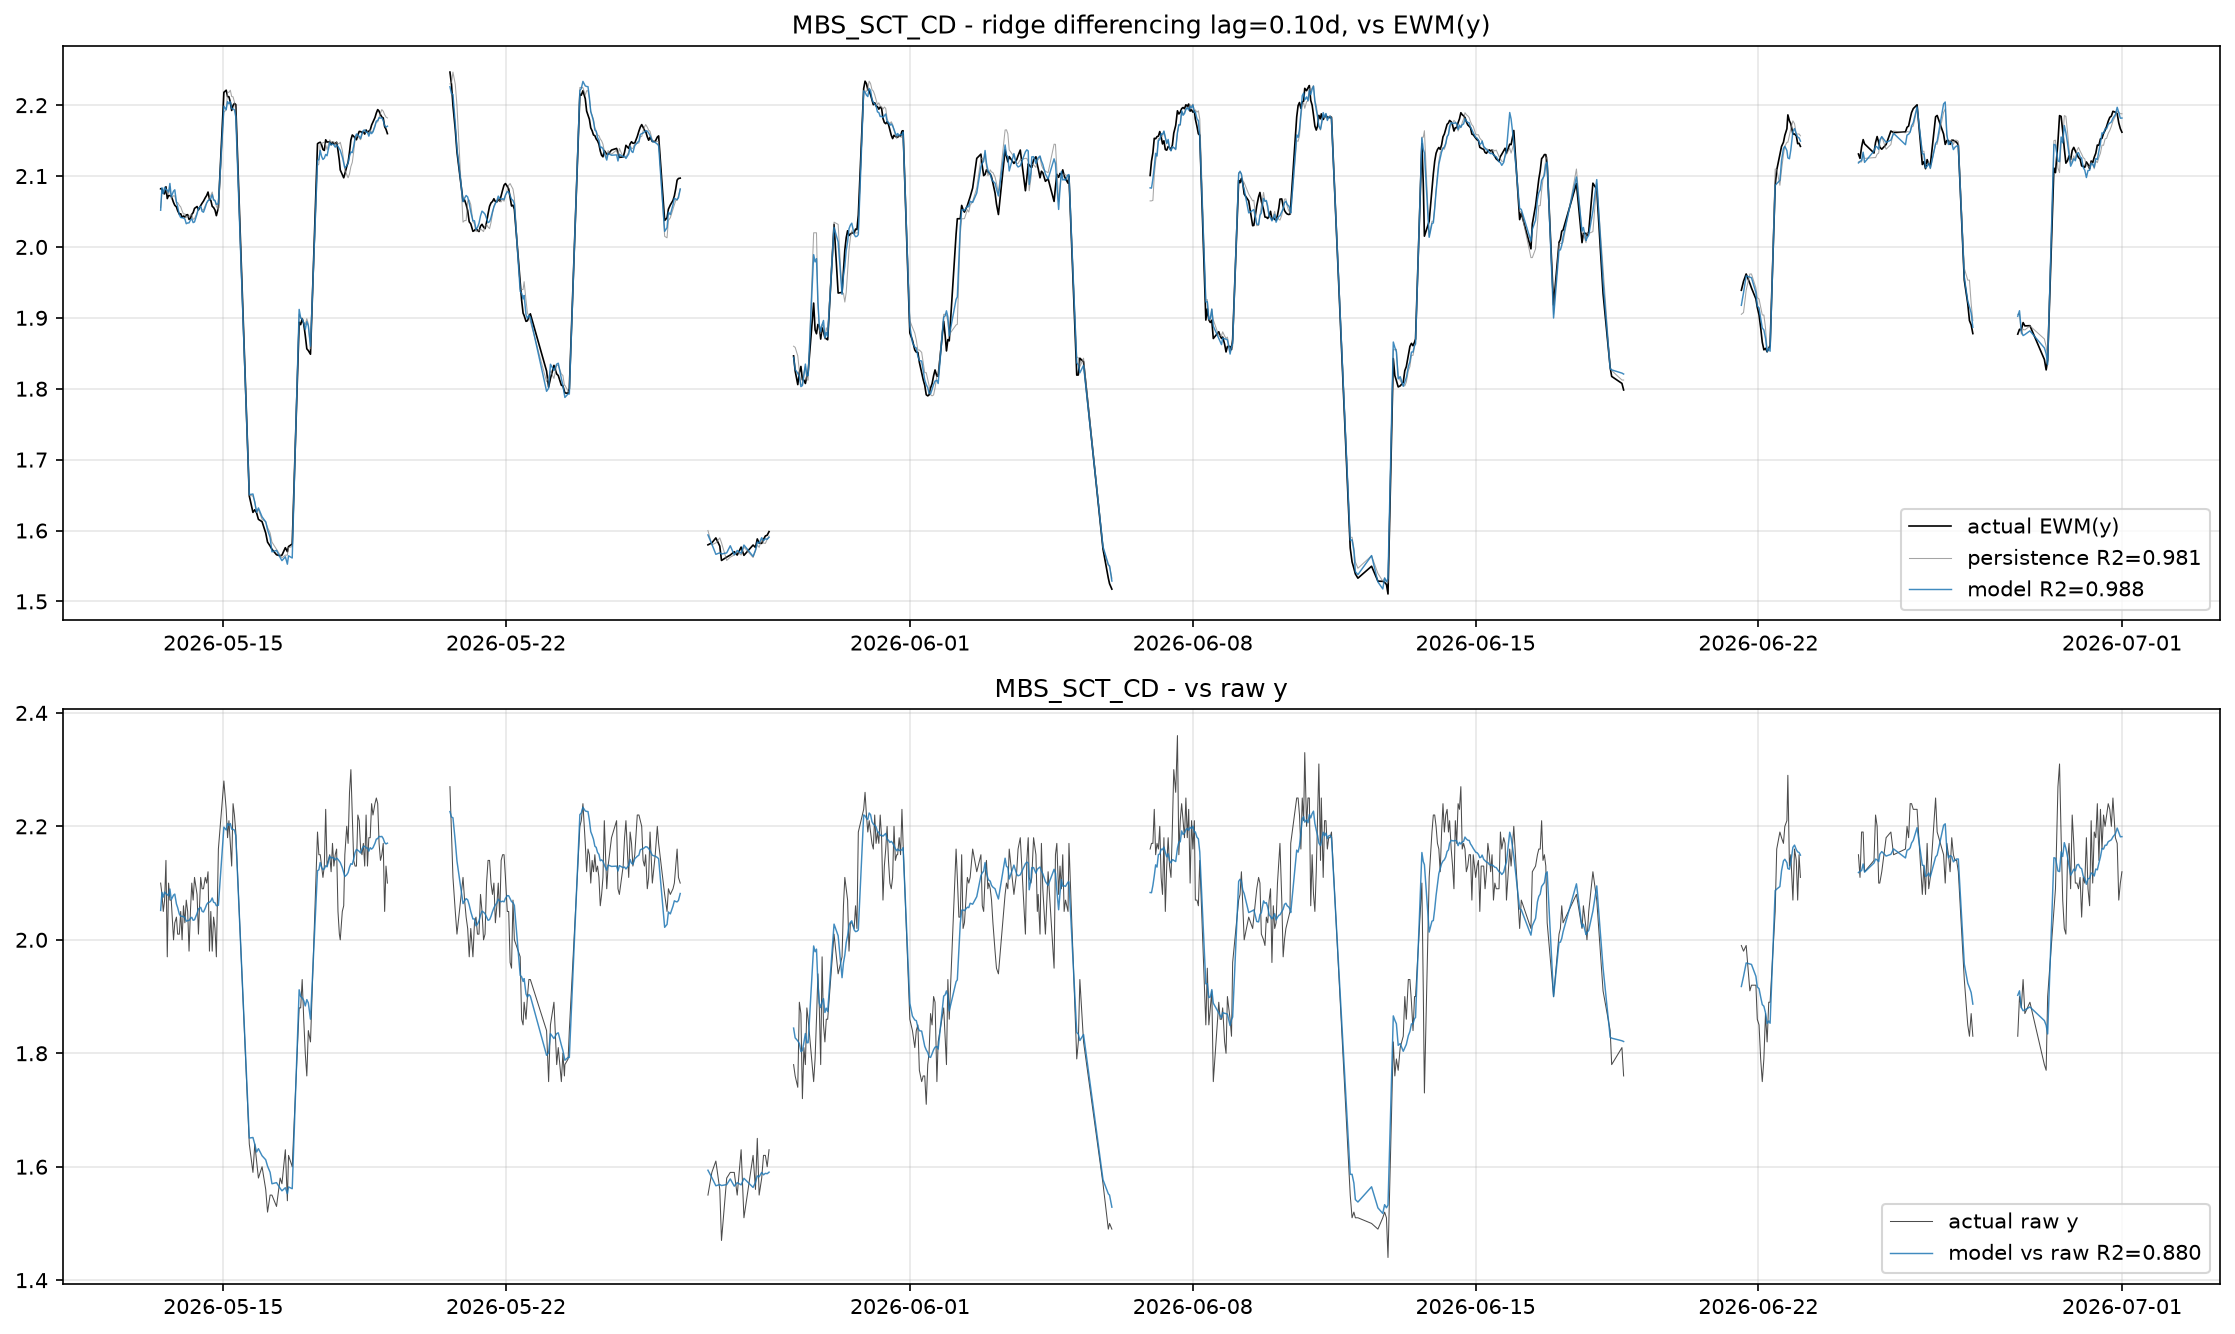 MBS_SCT_CD - ridge differencing lag=0.10d, vs EWM(y)
2.2
2.1
2.0
1.9
1.8
1.7
1.6
1.5
actual EWM(y)
persistence R2=0.981
model R2=0.988
2026-05-15 2026-05-22 2026-06-01 2026-06-08 2026-06-15 2026-06-22 2026-07-01
MBS_SCT_CD - vs raw y
2.4
2.2
2.0
1.8
1.6
1.4
actual raw y
model vs raw R2=0.880
2026-05-15 2026-05-22 2026-06-01 2026-06-08 2026-06-15 2026-06-22 2026-07-01